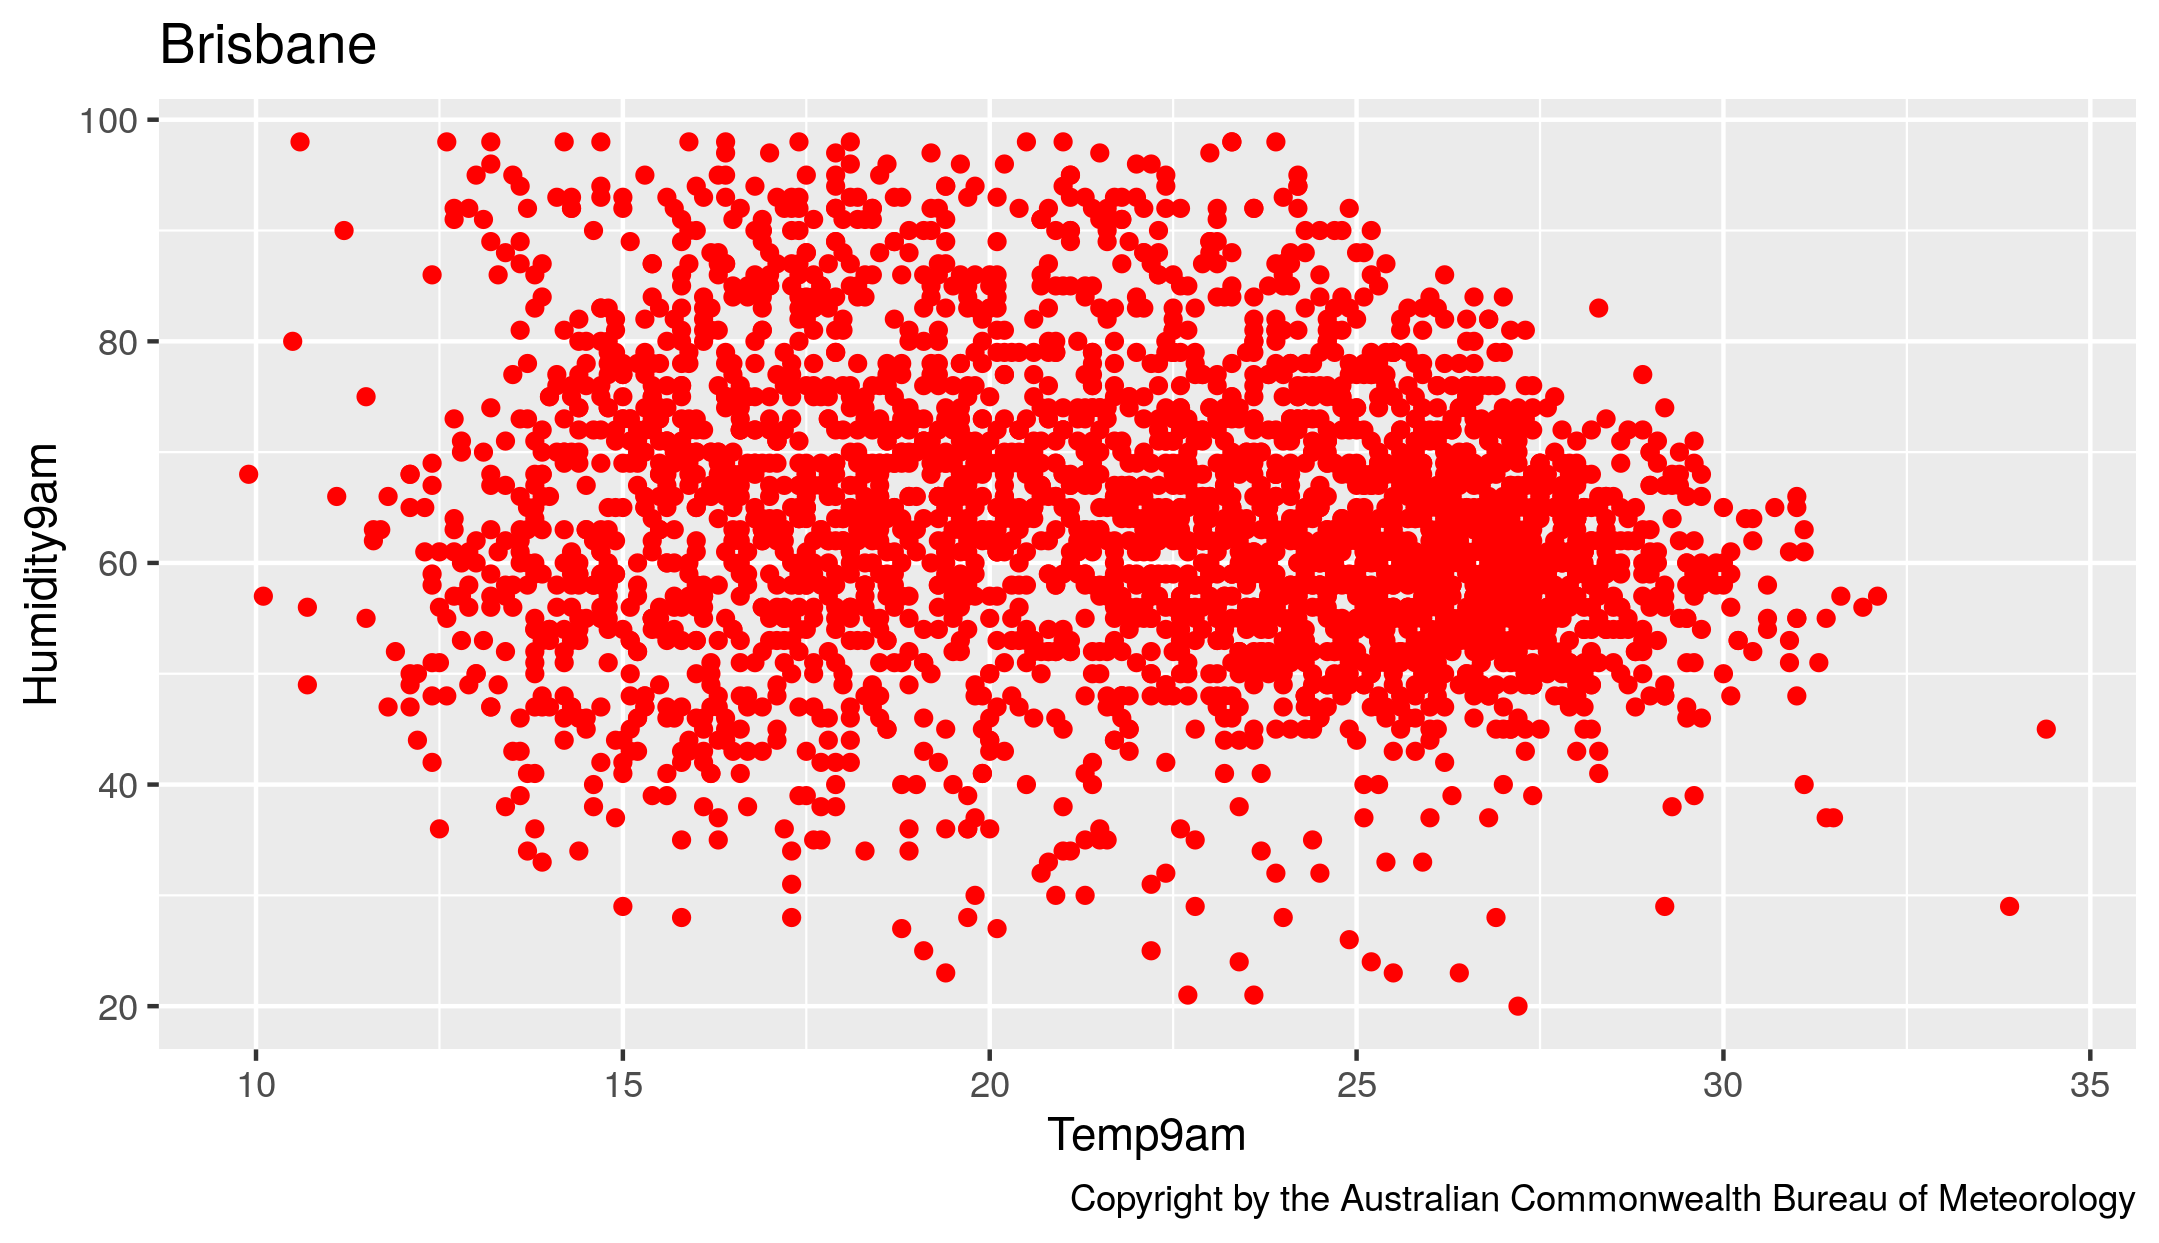 Brisbane
100
80
60
40
20
Humidity9am
10 15 20 25 30 35
Temp9am
Copyright by the Australian Commonwealth Bureau of Meteorology